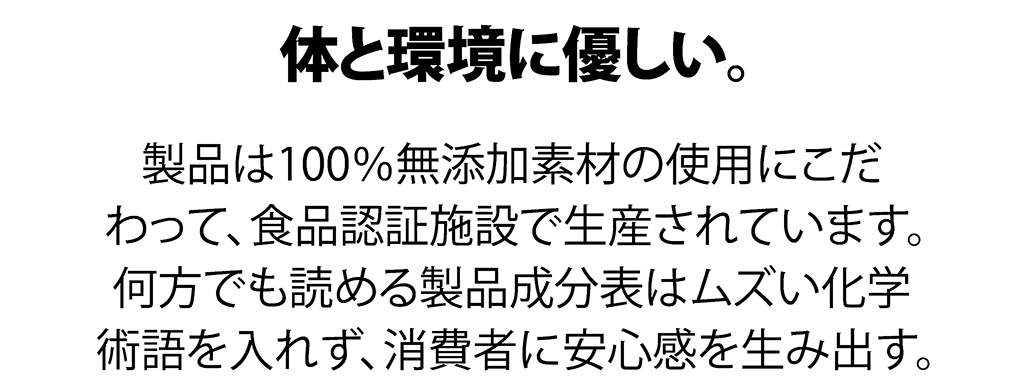 体と環境に優しい。
製品は100%無添加素材の使用にこだ
わって、食品認証施設で生産されています。
何方でも読める製品成分表はムズい化学
術語を入れず、消費者に安心感を生み出す。